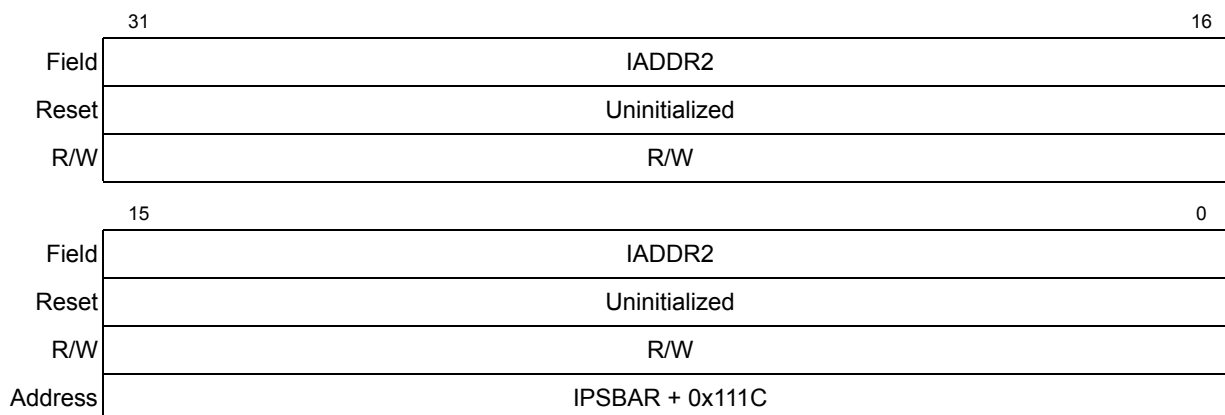 31 16
Field IADDR2
Reset Uninitialized
R/W R/W
15 0
Field IADDR2
Reset Uninitialized
R/W R/W
Address IPSBAR + 0x111C